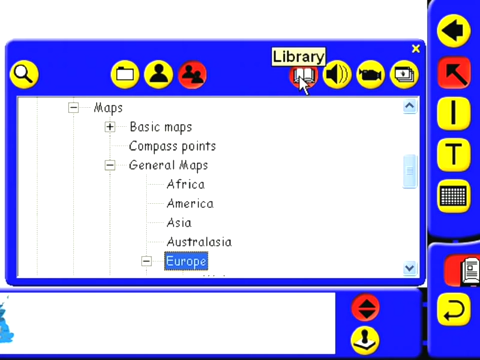 Library
Maps
Basic maps
Compass points
General Maps
Africa
America
Asia
Australasia
Europe
T